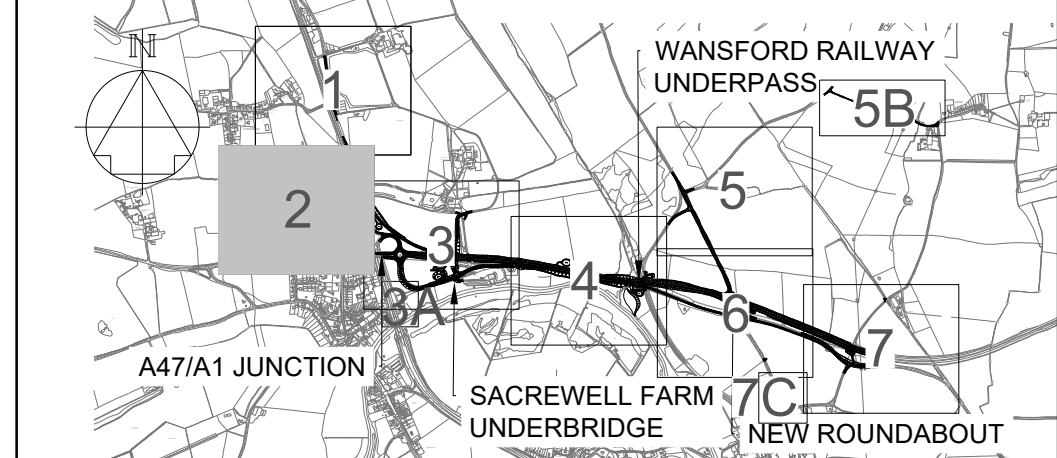 N
WANSFORD RAILWAY
UNDERPASS
1
5B
2
5
3
3A
4
6
7
A47/A1 JUNCTION
SACREWELL FARM
UNDERBRIDGE
7C
NEW ROUNDABOUT